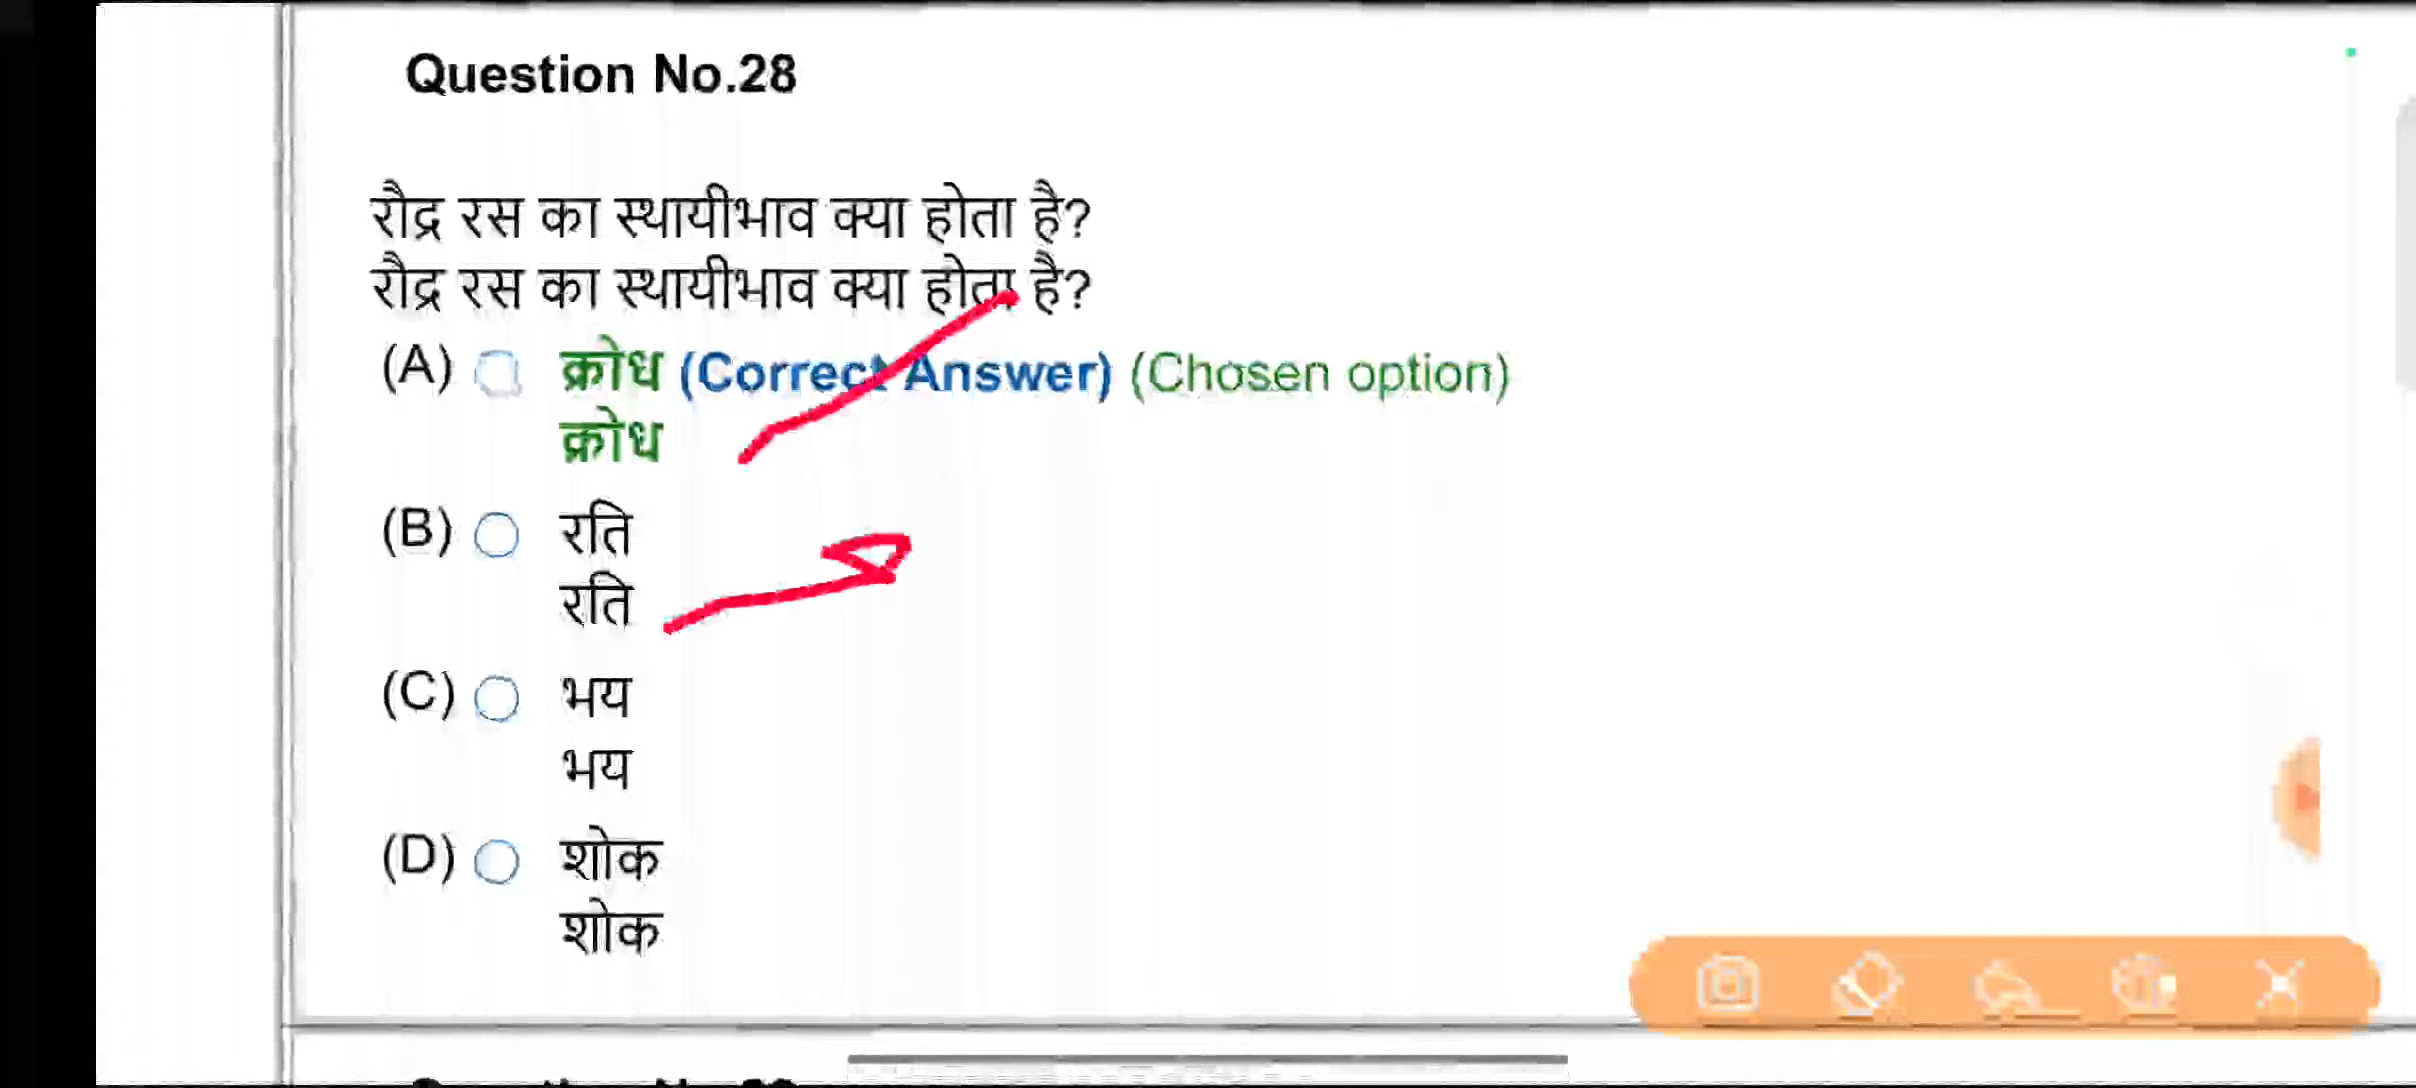 Question No.28
रौद्र रस का स्थायीभाव क्या होता है?
रौद्र रस का स्थायीभाव क्या होता है?
(A) क्रोध (Correct Answer) (Chosen option)
क्रोध
(B) रति
रति
(C) भय
भय
(D) शोक
शोक